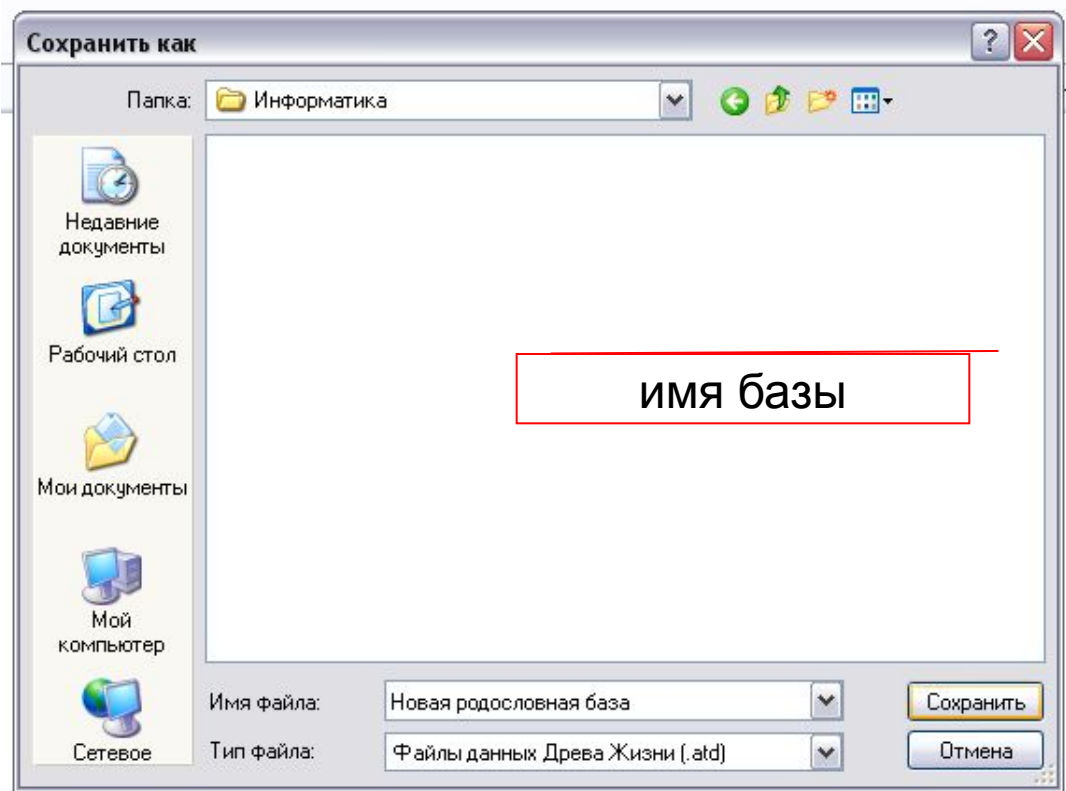 Сохранить как
Папка: Информатика
Недавние
документы
Рабочий стол
имя базы
Мои документы
Мой
компьютер
Сетевое
Имя файла: Новая родословная база Сохранить
Тип файла: Файлы данных Древа Жизни (.atd) Отмена